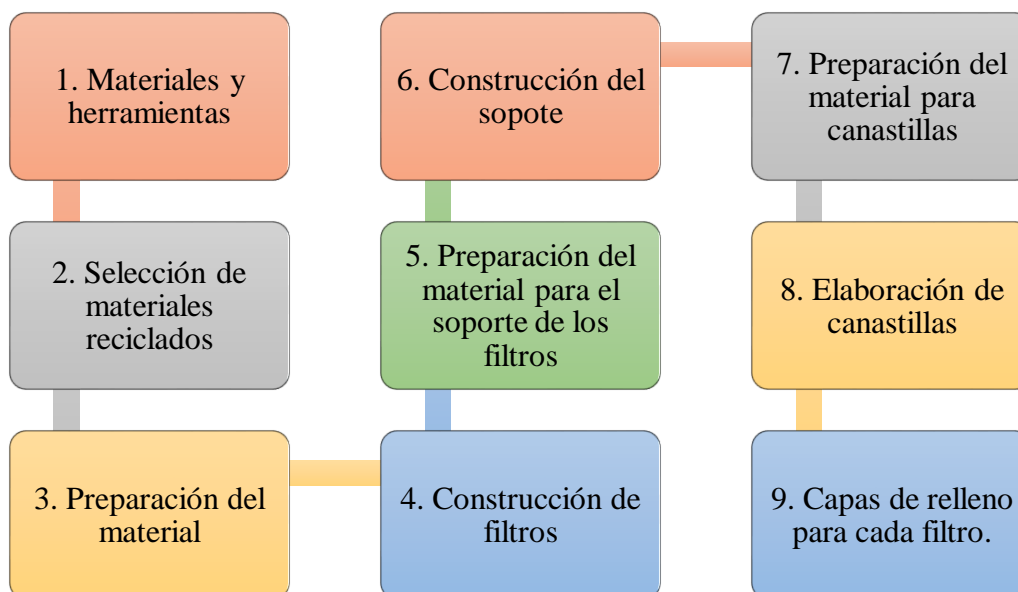 1. Materiales y
herramientas
2. Selección de
materiales
reciclados
3. Preparación del
material
4. Construcción de
filtros
5. Preparación del
material para el
soporte de los
filtros
6. Construcción del
sopote
7. Preparación del
material para
canastillas
8. Elaboración de
canastillas
9. Capas de relleno
para cada filtro.